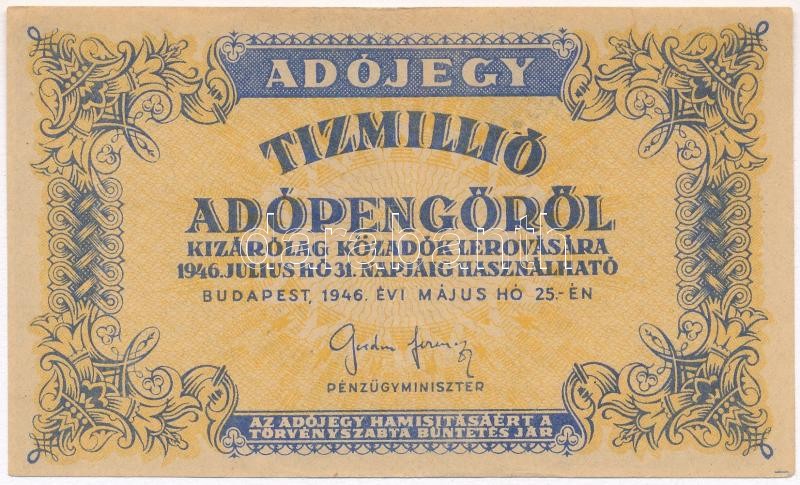 ADÓJEGY
TIZMILLIÓ
ADÓPENGŐRŐL
KIZÁRÓLAG KÖZADÓK LEROVÁSÁRA
1946. JULIUS HÓ 31. NAPJÁIG HASZNÁLHATÓ
BUDAPEST, 1946. ÉVI MÁJUS HÓ 25.-ÉN
PÉNZÜGYMINISZTER
AZ ADÓJEGY HAMISITÁSÁÉRT A
TÖRVÉNYSZABTA BÜNTETÉS JÁR